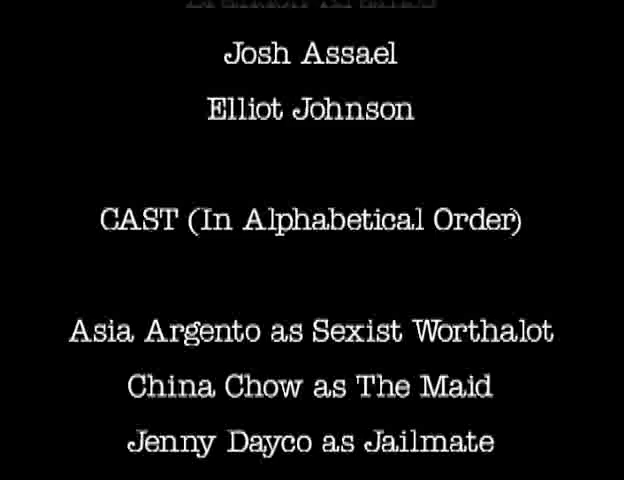 Josh Assael
Elliot Johnson
CAST (In Alphabetical Order)
Asia Argento as Sexist Worthalot
China Chow as The Maid
Jenny Dayco as Jailmate